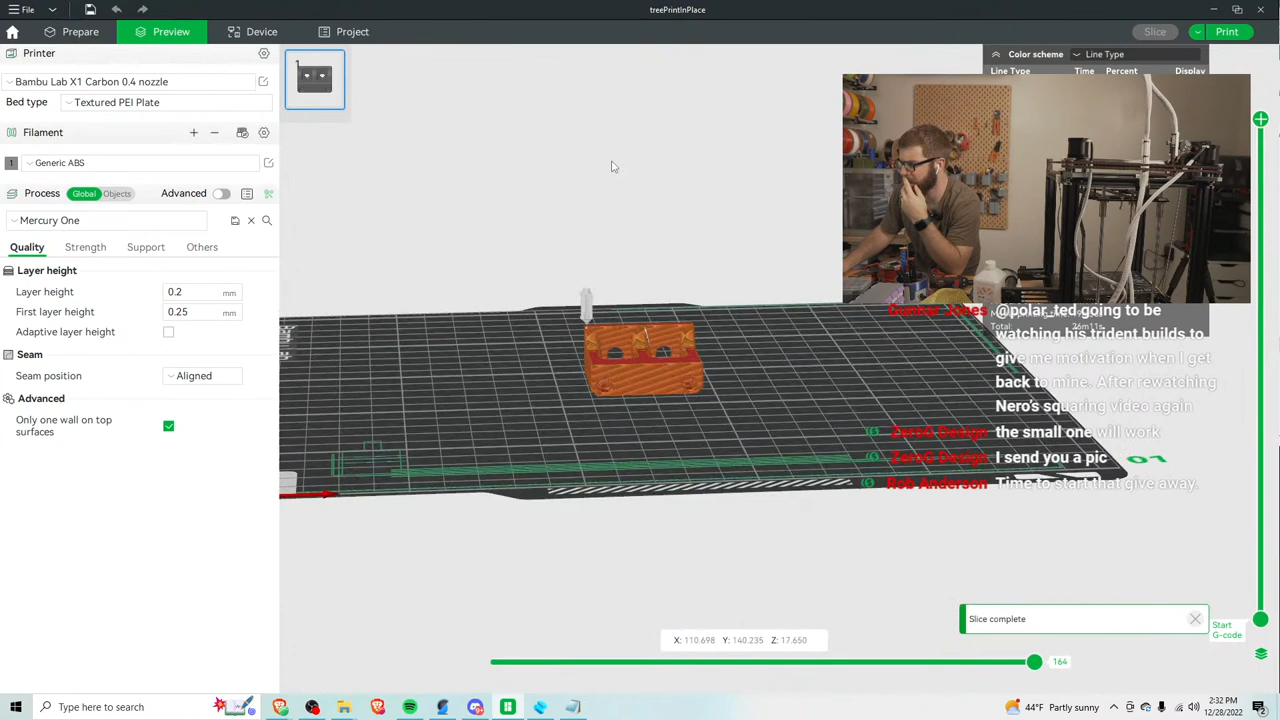 File
treePrintInPlace
Prepare
Preview
Device
Project
Slice
Print
Printer
Bambu Lab X1 Carbon 0.4 nozzle
Bed type
Textured PEI Plate
Filament
1
Generic ABS
Process
Global
Objects
Advanced
Mercury One
Quality
Strength
Support
Others
Layer height
Layer height
0.2
mm
First layer height
0.25
mm
Adaptive layer height
Seam
Seam position
Aligned
Advanced
Only one wall on top
surfaces
1
Color scheme
Line Type
Line Type
Time
Percent
Display
Total:
26m11s
Gunnar Jones @polar_ted going to be
watching his trident builds to
give me motivation when I get
back to mine. After rewatching
Nero's squaring video again
ZeroG Design the small one will work
ZeroG Design I send you a pic
Rob Anderson Time to start that give away.
01
Slice complete
Start
G-code
X: 110.698 Y: 140.235 Z: 17.650
164
Type here to search
44°F Partly sunny
2:32 PM
12/28/2022
2